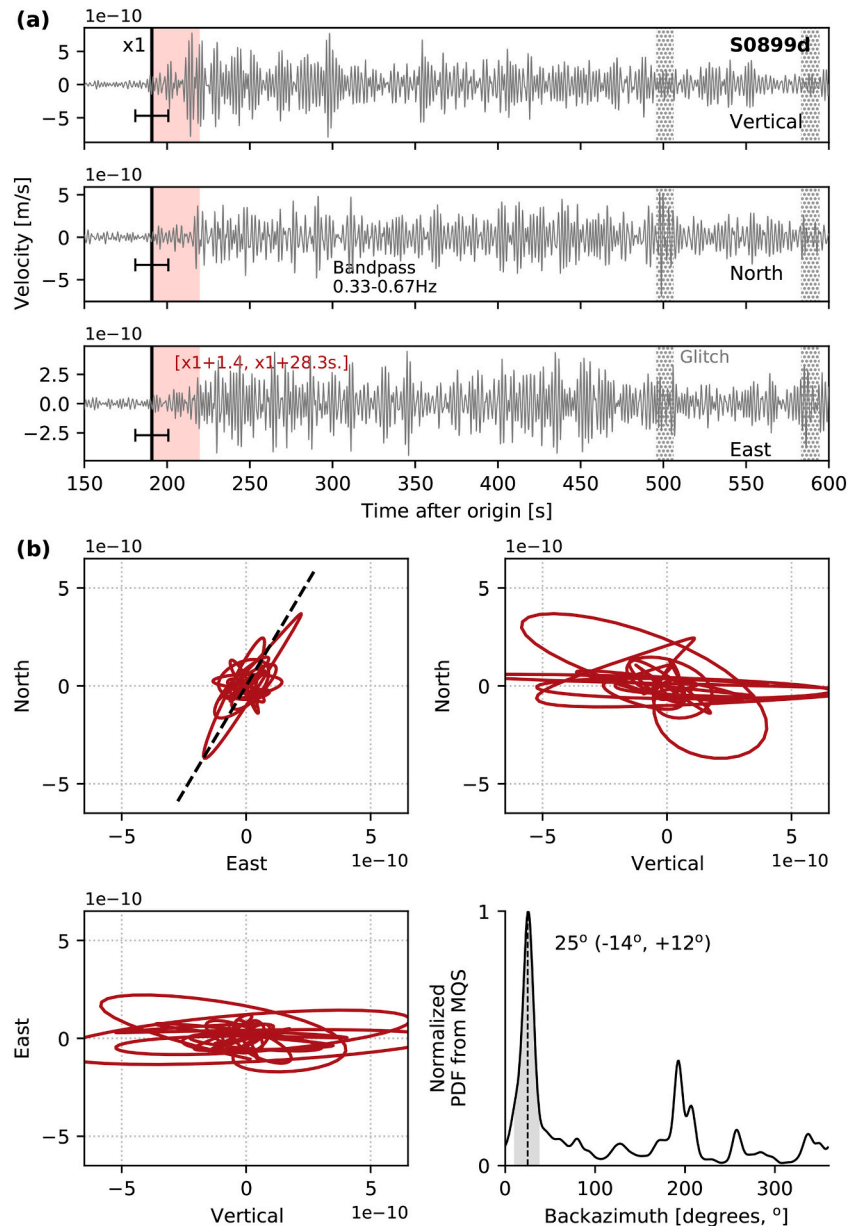 (a)
1e−10
x1
S0899d
5
0
−5
Vertical
1e−10
5
0
−5
Velocity [m/s]
Bandpass
0.33-0.67Hz
North
1e−10
[x1+1.4, x1+28.3s.]
Glitch
2.5
0.0
−2.5
East
150 200 250 300 350 400 450 500 550 600
Time after origin [s]
(b)
1e−10
5
0
−5
North
−5 0 5
East
1e−10
1e−10
5
0
−5
North
−5 0 5
Vertical
1e−10
1e−10
5
0
−5
East
−5 0 5
Vertical
1e−10
1
0
Normalized
PDF from MQS
25° (-14°, +12°)
0 100 200 300
Backazimuth [degrees, °]